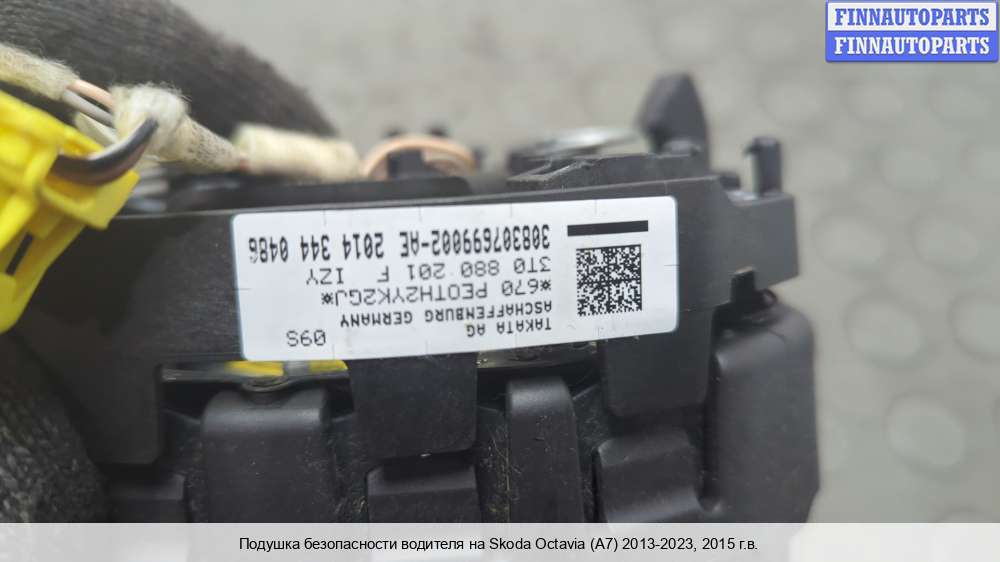 FINNAUTOPARTS
FINNAUTOPARTS
TAKATA AG
ASCHAFFENBURG GERMANY
09S
*670 PEOTH2YK2GJ*
3T0 880 201 F IZY
308307699002-AE 2014 344 0486
Подушка безопасности водителя на Skoda Octavia (A7) 2013-2023, 2015 г.в.